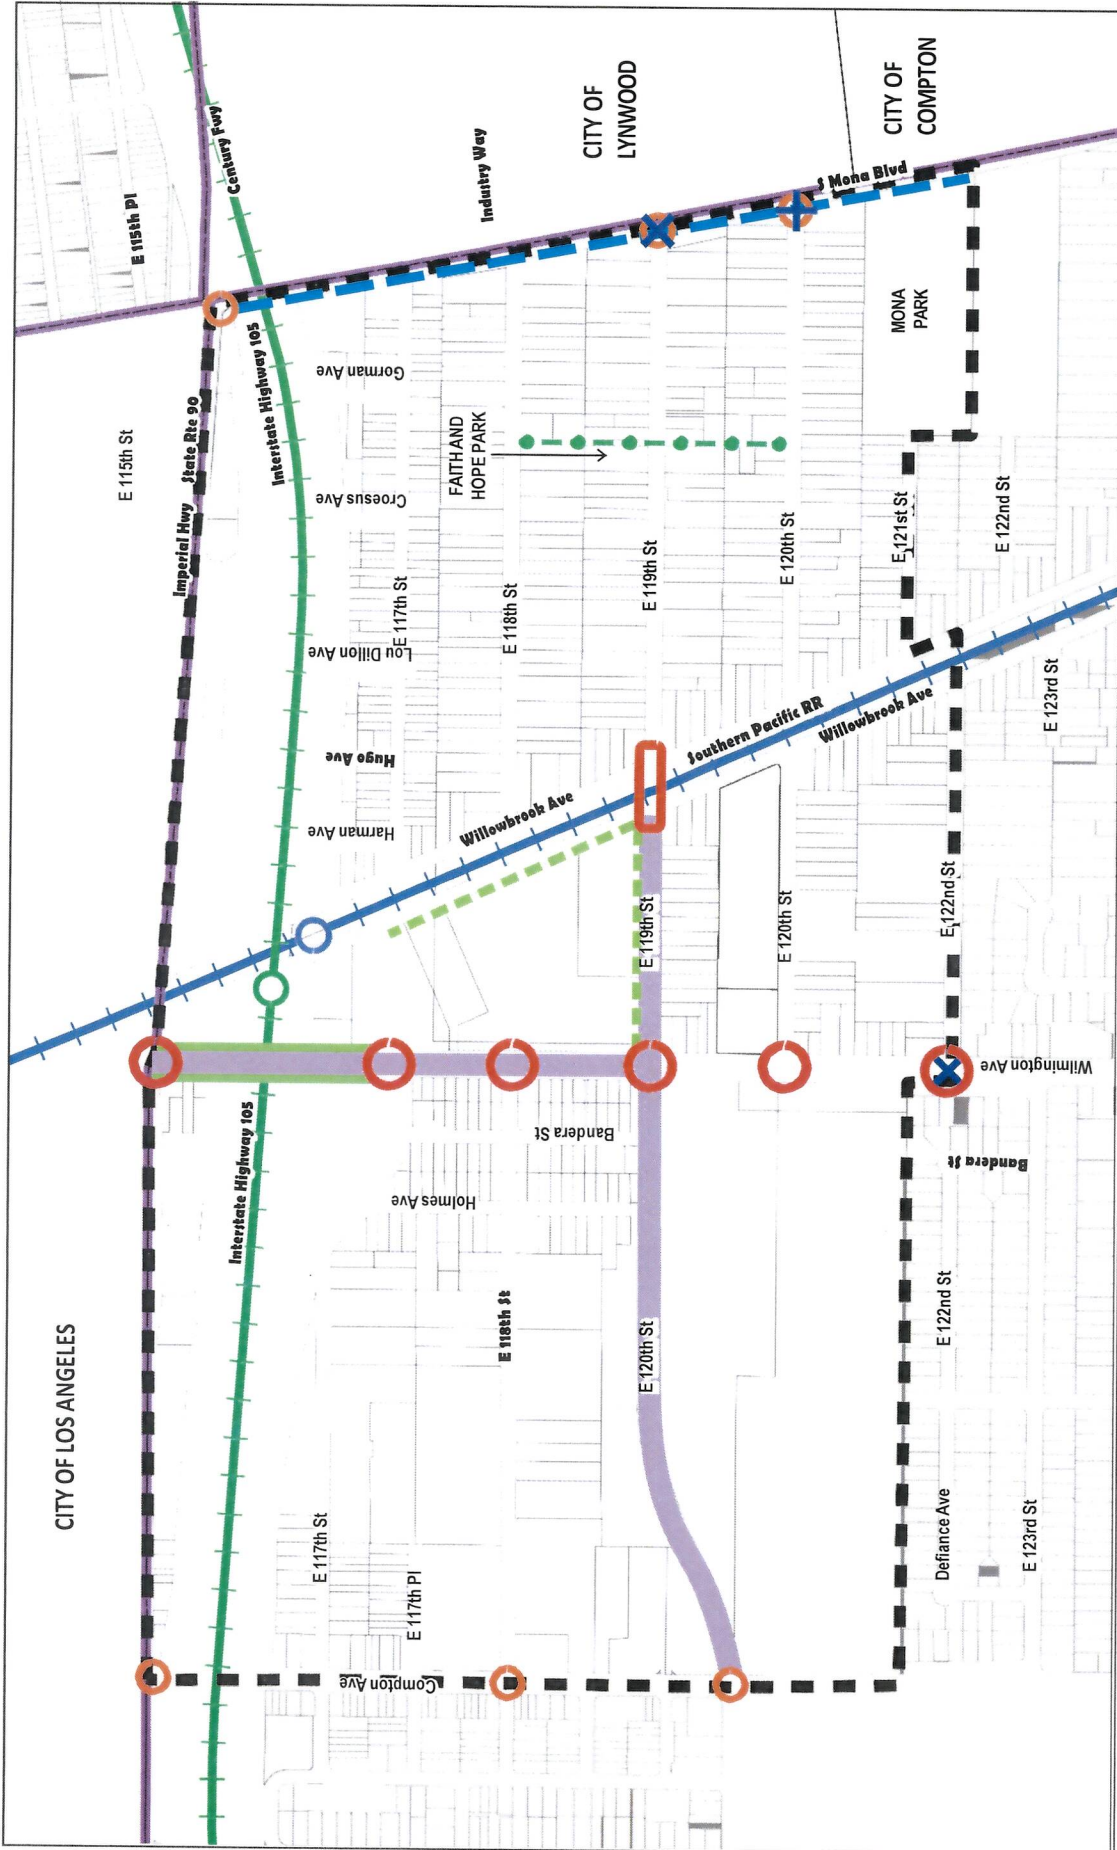 CITY OF LOS ANGELES
E 115th St
E 115th Pl
Imperial Hwy
State Rte 90
Century Fwy
Interstate Highway 105
Interstate Highway 105
Industry Way
CITY OF
LYNWOOD
CITY OF
COMPTON
S Mona Blvd
E 117th St
E 117th Pl
Compton Ave
E 118th St
Holmes Ave
Bandera St
E 120th St
Harman Ave
Hugo Ave
Lou Dillon Ave
E 117th St
Croesus Ave
Gorman Ave
E 118th St
FAITH AND
HOPE PARK
Willowbrook Ave
E 119th St
E 119th St
Southern Pacific RR
Willowbrook Ave
E 120th St
E 120th St
MONA
PARK
E 121st St
E 122nd St
E 122nd St
E 122nd St
Wilmington Ave
Bandera St
Defiance Ave
E 123rd St
E 123rd St